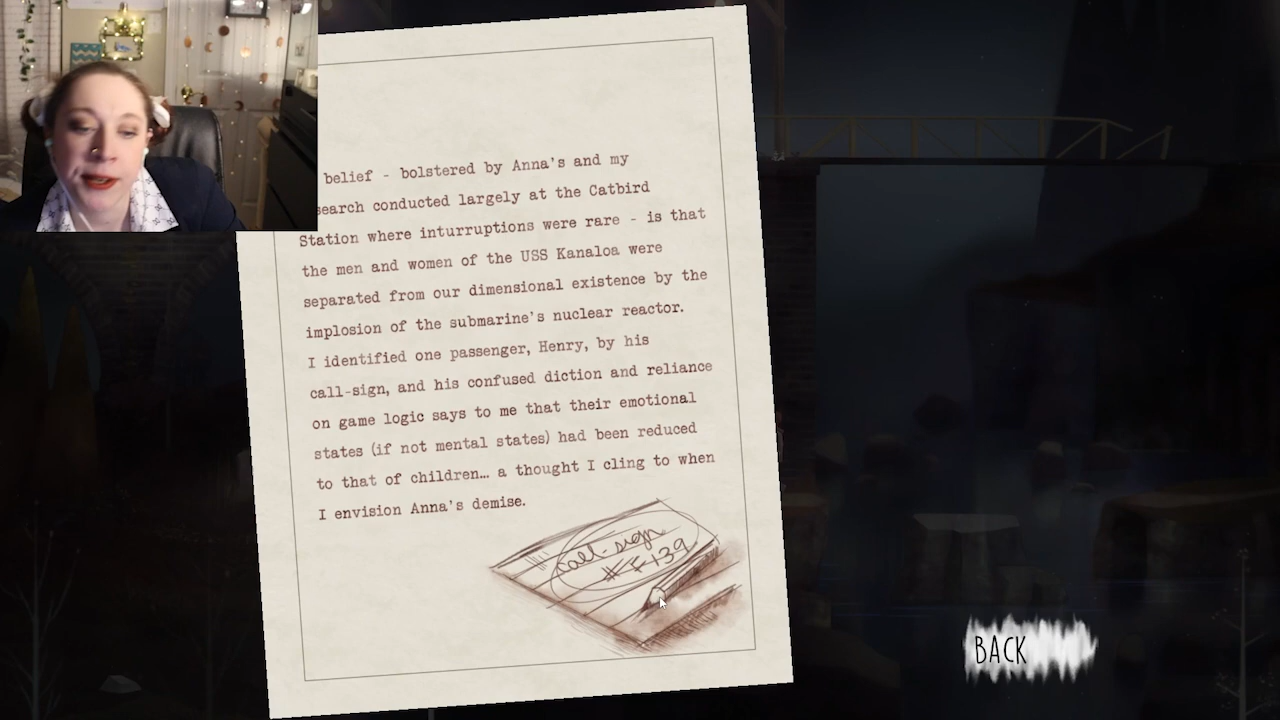 belief - bolstered by Anna's and my
search conducted largely at the Catbird
Station where inturruptions were rare - is that
the men and women of the USS Kanaloa were
separated from our dimensional existence by the
implosion of the submarine's nuclear reactor.
I identified one passenger, Henry, by his
call-sign, and his confused diction and reliance
on game logic says to me that their emotional
states (if not mental states) had been reduced
to that of children... a thought I cling to when
I envision Anna's demise.
call-sign
BACK